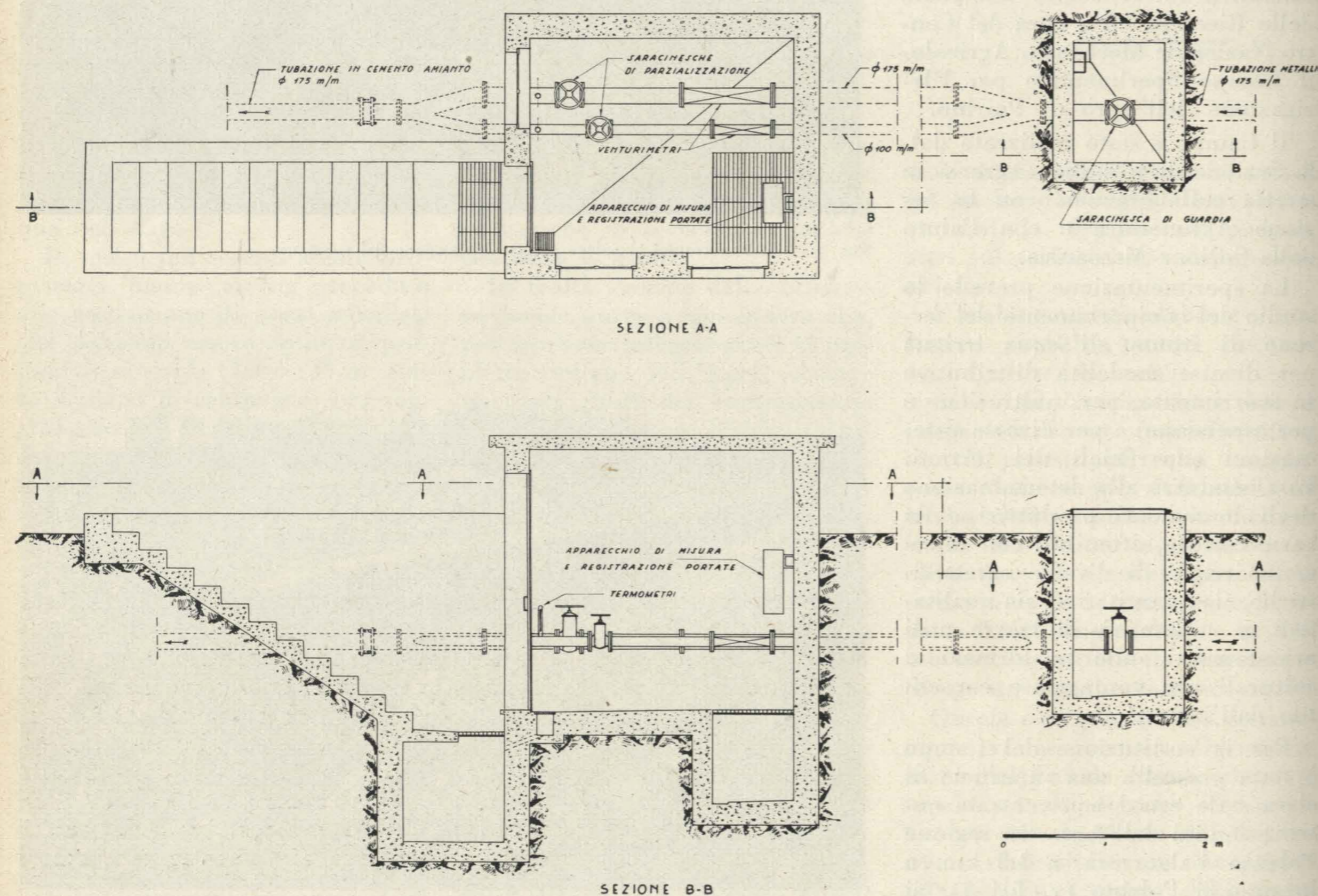 TUBAZIONE IN CEMENTO AMIANTO
φ 175 m/m
SARACINESCHE
DI PARZIALIZZAZIONE
φ 175 m/m
TUBAZIONE METALLI
φ 175 m/m
VENTURIMETRI
φ 100 m/m
B
B
B
B
APPARECCHIO DI MISURA
E REGISTRAZIONE PORTATE
SARACINESCA DI GUARDIA
SEZIONE A-A
A
A
A
APPARECCHIO DI MISURA
E REGISTRAZIONE PORTATE
A
A
TERMOMETRI
0 1 2 m
SEZIONE B-B